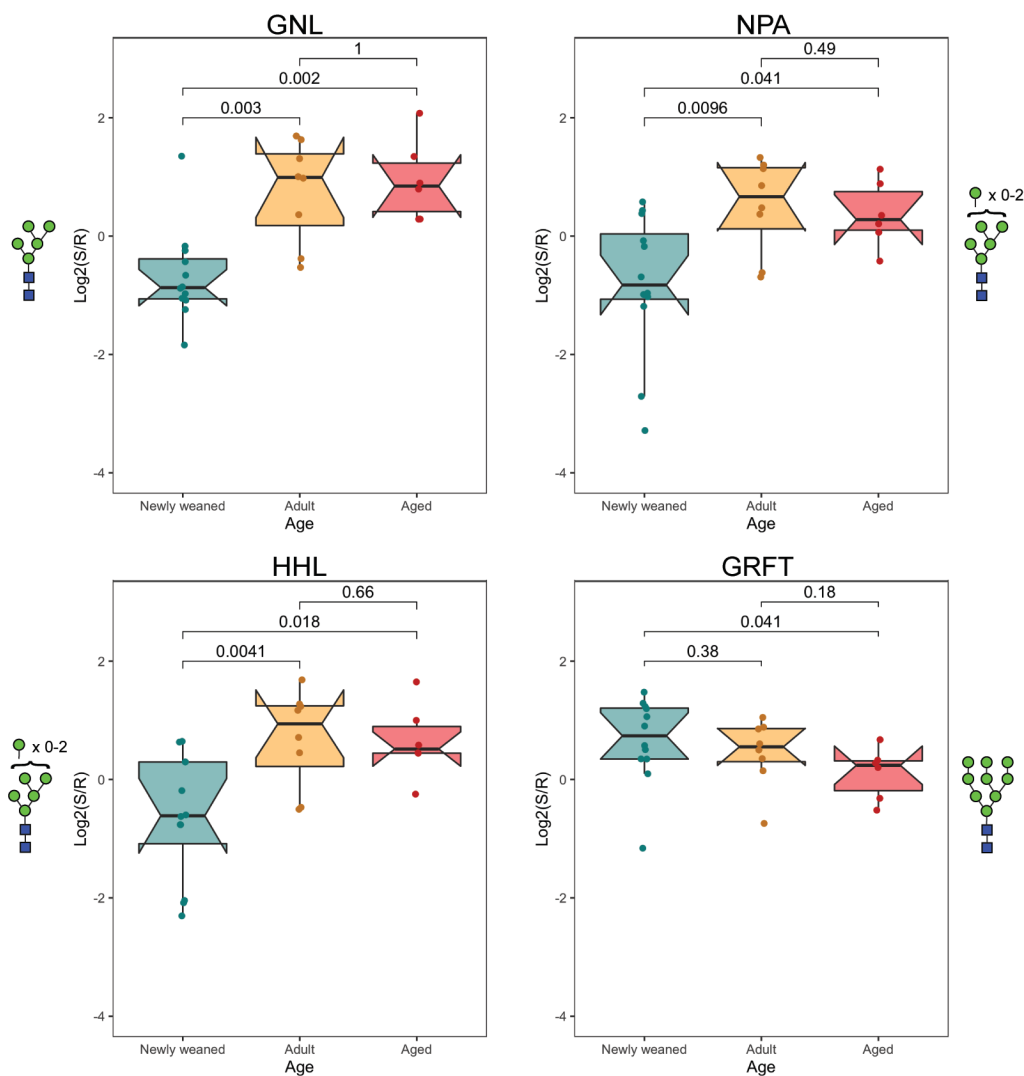 GNL
1
0.002
0.003
2
0
-2
-4
Log2(S/R)
Newly weaned Adult Aged
Age
NPA
0.49
0.041
0.0096
2
0
-2
-4
Log2(S/R)
Newly weaned Adult Aged
Age
x 0-2
HHL
0.66
0.018
0.0041
2
0
-2
-4
Log2(S/R)
Newly weaned Adult Aged
Age
x 0-2
GRFT
0.18
0.041
0.38
2
0
-2
-4
Log2(S/R)
Newly weaned Adult Aged
Age